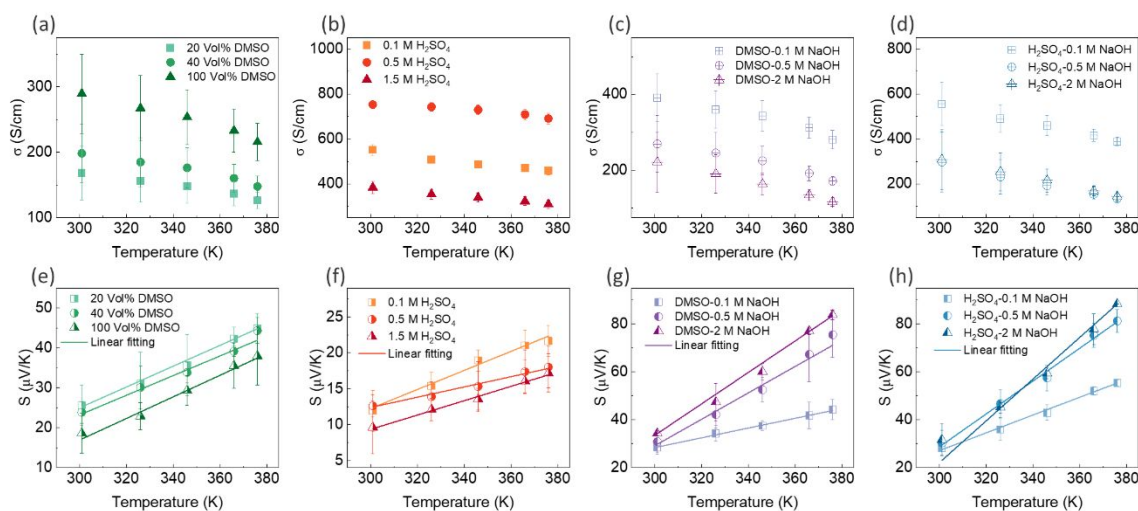 (a)
20 Vol% DMSO
40 Vol% DMSO
100 Vol% DMSO
300
200
100
σ (S/cm)
300 320 340 360 380
Temperature (K)
(b)
0.1 M H₂SO₄
0.5 M H₂SO₄
1.5 M H₂SO₄
1000
800
600
400
σ (S/cm)
300 320 340 360 380
Temperature (K)
(c)
DMSO-0.1 M NaOH
DMSO-0.5 M NaOH
DMSO-2 M NaOH
400
200
σ (S/cm)
300 320 340 360 380
Temperature (K)
(d)
H₂SO₄-0.1 M NaOH
H₂SO₄-0.5 M NaOH
H₂SO₄-2 M NaOH
800
600
400
200
σ (S/cm)
300 320 340 360 380
Temperature (K)
(e)
20 Vol% DMSO
40 Vol% DMSO
100 Vol% DMSO
Linear fitting
50
40
30
20
10
S (μV/K)
300 320 340 360 380
Temperature (K)
(f)
0.1 M H₂SO₄
0.5 M H₂SO₄
1.5 M H₂SO₄
Linear fitting
30
25
20
15
10
5
S (μV/K)
300 320 340 360 380
Temperature (K)
(g)
DMSO-0.1 M NaOH
DMSO-0.5 M NaOH
DMSO-2 M NaOH
Linear fitting
80
60
40
20
S (μV/K)
300 320 340 360 380
Temperature (K)
(h)
H₂SO₄-0.1 M NaOH
H₂SO₄-0.5 M NaOH
H₂SO₄-2 M NaOH
Linear fitting
80
60
40
20
S (μV/K)
300 320 340 360 380
Temperature (K)